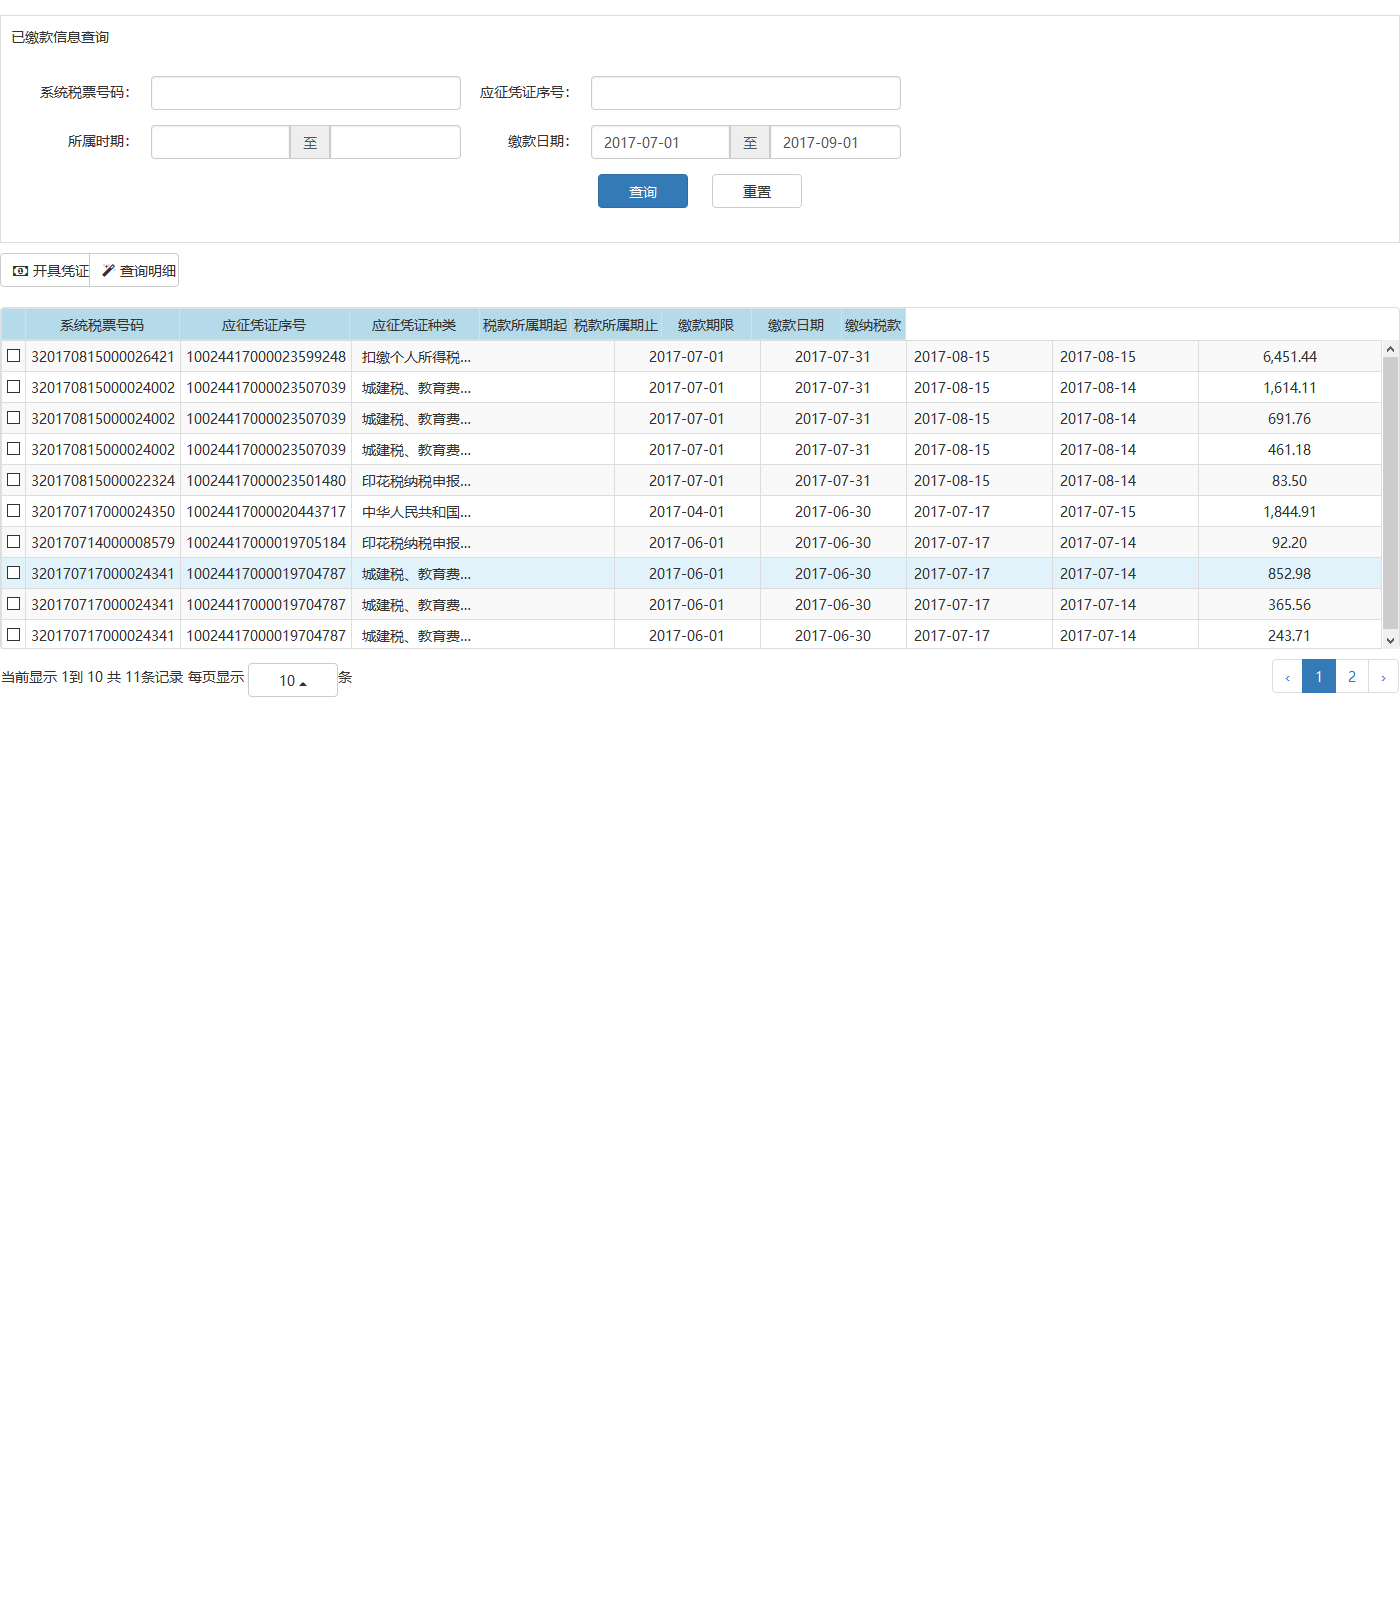 已缴款信息查询
系统税票号码： 应征凭证序号：
所属时期： 至 缴款日期： 2017-07-01 至 2017-09-01
查询 重置
开具凭证 查询明细
系统税票号码 应征凭证序号 应征凭证种类 税款所属期起 税款所属期止 缴款期限 缴款日期 缴纳税款
320170815000026421 10024417000023599248 扣缴个人所得税... 2017-07-01 2017-07-31 2017-08-15 2017-08-15 6,451.44
320170815000024002 10024417000023507039 城建税、教育费... 2017-07-01 2017-07-31 2017-08-15 2017-08-14 1,614.11
320170815000024002 10024417000023507039 城建税、教育费... 2017-07-01 2017-07-31 2017-08-15 2017-08-14 691.76
320170815000024002 10024417000023507039 城建税、教育费... 2017-07-01 2017-07-31 2017-08-15 2017-08-14 461.18
320170815000022324 10024417000023501480 印花税纳税申报... 2017-07-01 2017-07-31 2017-08-15 2017-08-14 83.50
320170717000024350 10024417000020443717 中华人民共和国... 2017-04-01 2017-06-30 2017-07-17 2017-07-15 1,844.91
320170714000008579 10024417000019705184 印花税纳税申报... 2017-06-01 2017-06-30 2017-07-17 2017-07-14 92.20
320170717000024341 10024417000019704787 城建税、教育费... 2017-06-01 2017-06-30 2017-07-17 2017-07-14 852.98
320170717000024341 10024417000019704787 城建税、教育费... 2017-06-01 2017-06-30 2017-07-17 2017-07-14 365.56
320170717000024341 10024417000019704787 城建税、教育费... 2017-06-01 2017-06-30 2017-07-17 2017-07-14 243.71
当前显示 1到 10 共 11条记录 每页显示 10 条 ‹ 1 2 ›